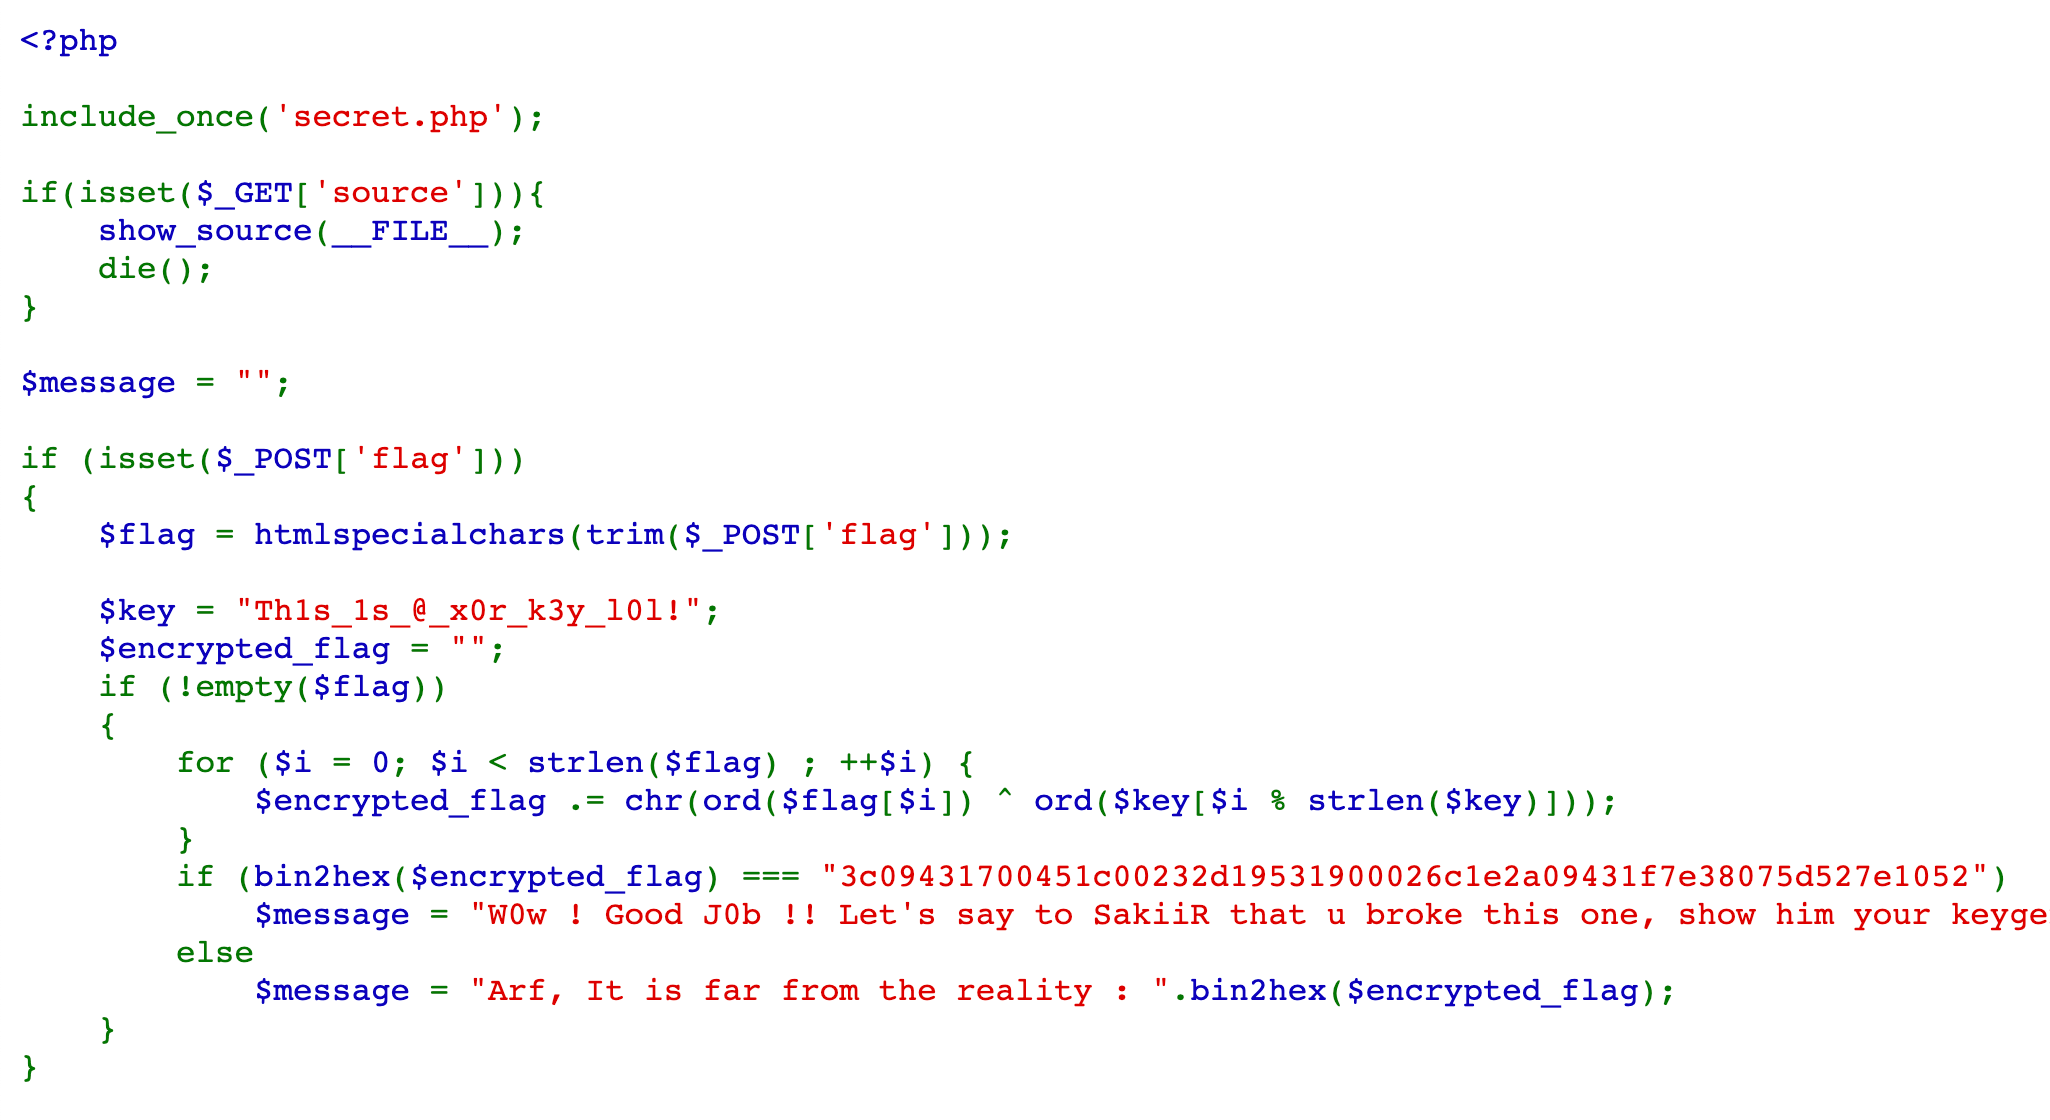 <?php

include_once('secret.php');

if(isset($_GET['source'])){
    show_source(__FILE__);
    die();
}

$message = "";

if (isset($_POST['flag']))
{
    $flag = htmlspecialchars(trim($_POST['flag']));

    $key = "Th1s_1s_@_x0r_k3y_l0l!";
    $encrypted_flag = "";
    if (!empty($flag))
    {
        for ($i = 0; $i < strlen($flag) ; ++$i) {
            $encrypted_flag .= chr(ord($flag[$i]) ^ ord($key[$i % strlen($key)]));
        }
        if (bin2hex($encrypted_flag) === "3c09431700451c00232d19531900026c1e2a09431f7e38075d527e1052")
            $message = "W0w ! Good J0b !! Let's say to SakiiR that u broke this one, show him your keyge
        else
            $message = "Arf, It is far from the reality : ".bin2hex($encrypted_flag);
    }
}